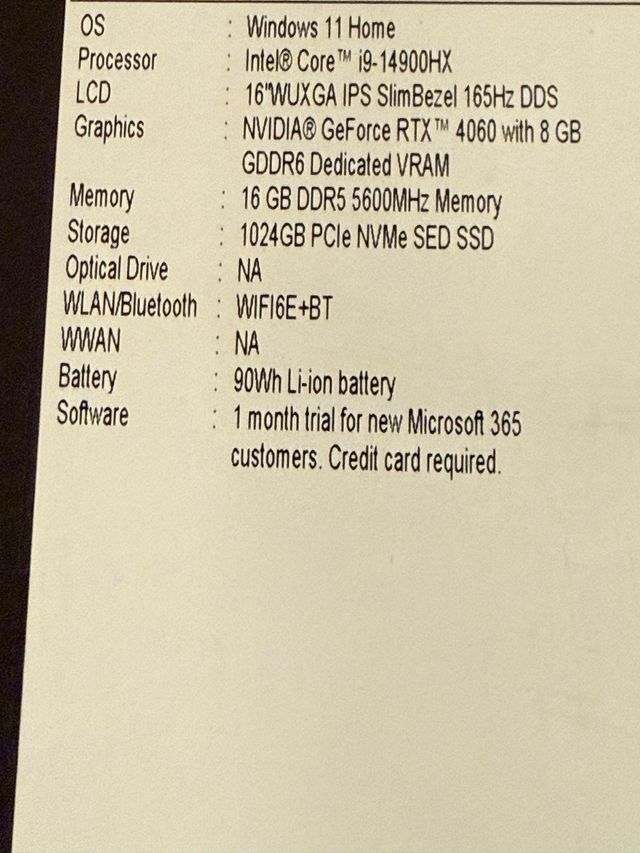 OS : Windows 11 Home
Processor : Intel® Core™ i9-14900HX
LCD : 16"WUXGA IPS SlimBezel 165Hz DDS
Graphics : NVIDIA® GeForce RTX™ 4060 with 8 GB
GDDR6 Dedicated VRAM
Memory : 16 GB DDR5 5600MHz Memory
Storage : 1024GB PCIe NVMe SED SSD
Optical Drive : NA
WLAN/Bluetooth : WIFI6E+BT
WWAN : NA
Battery : 90Wh Li-ion battery
Software : 1 month trial for new Microsoft 365
customers. Credit card required.